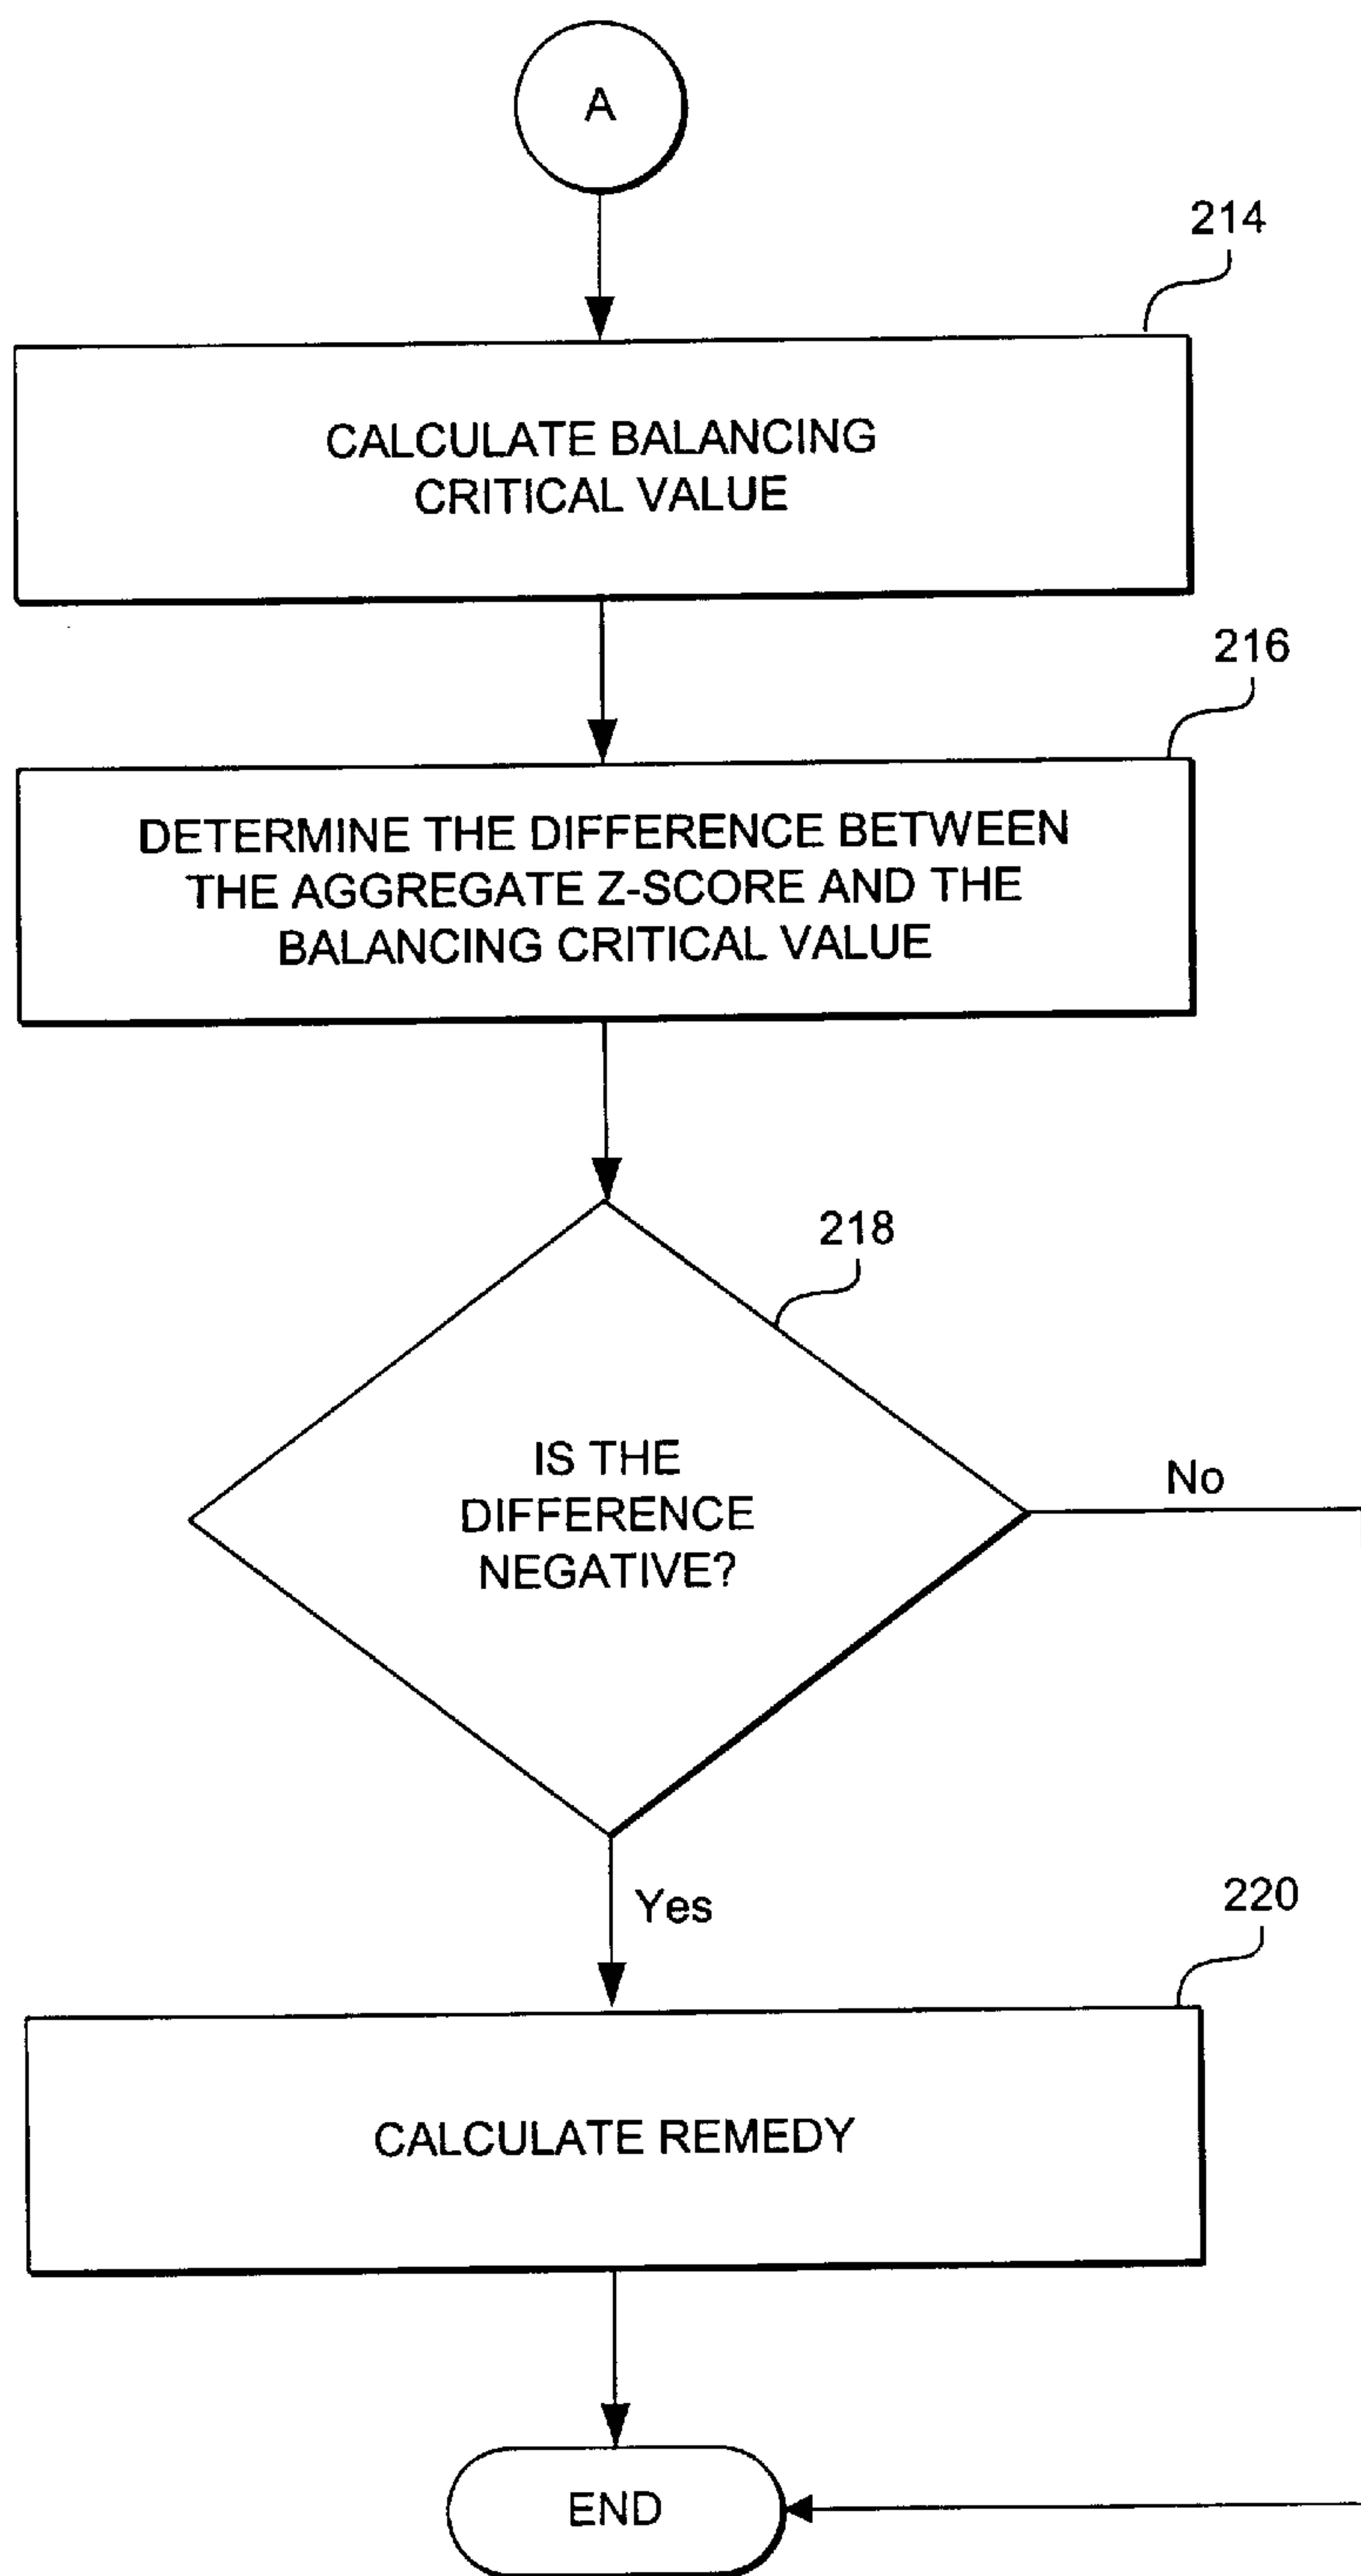 A
214
CALCULATE BALANCING
CRITICAL VALUE
216
DETERMINE THE DIFFERENCE BETWEEN
THE AGGREGATE Z-SCORE AND THE
BALANCING CRITICAL VALUE
218
IS THE
DIFFERENCE
NEGATIVE?
No
Yes
220
CALCULATE REMEDY
END